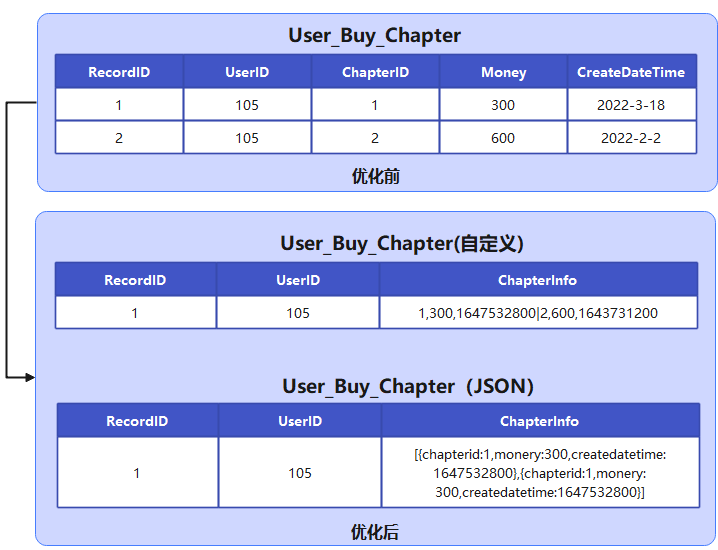 User_Buy_Chapter
RecordID UserID ChapterID Money CreateDateTime
1 105 1 300 2022-3-18
2 105 2 600 2022-2-2
优化前
User_Buy_Chapter(自定义)
RecordID UserID ChapterInfo
1 105 1,300,1647532800|2,600,1643731200
User_Buy_Chapter（JSON）
RecordID UserID ChapterInfo
[{chapterid:1,monery:300,createdatetime:
1 105 1647532800},{chapterid:1,monery:
300,createdatetime:1647532800}]
优化后